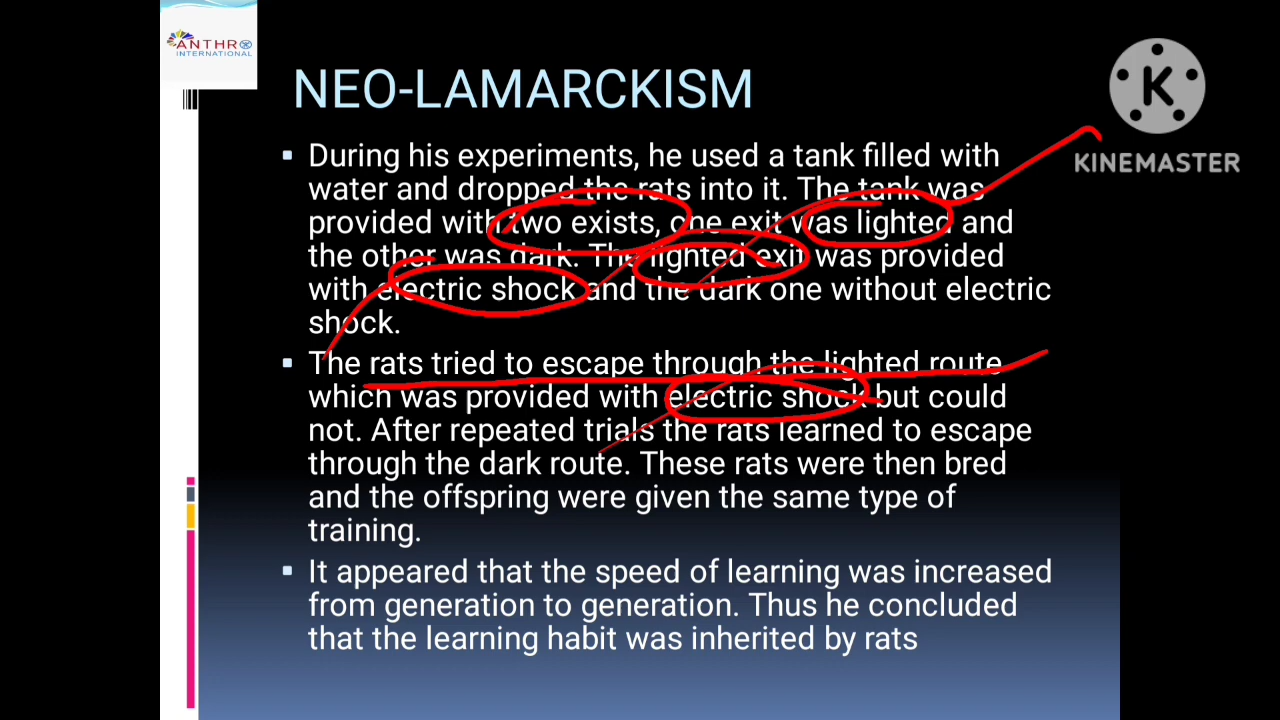 ANTHRO
INTERNATIONAL
NEO-LAMARCKISM
KINEMASTER
During his experiments, he used a tank filled with
water and dropped the rats into it. The tank was
provided with two exists, one exit was lighted and
the other was dark. The lighted exit was provided
with electric shock and the dark one without electric
shock.
The rats tried to escape through the lighted route
which was provided with electric shock but could
not. After repeated trials the rats learned to escape
through the dark route. These rats were then bred
and the offspring were given the same type of
training.
It appeared that the speed of learning was increased
from generation to generation. Thus he concluded
that the learning habit was inherited by rats